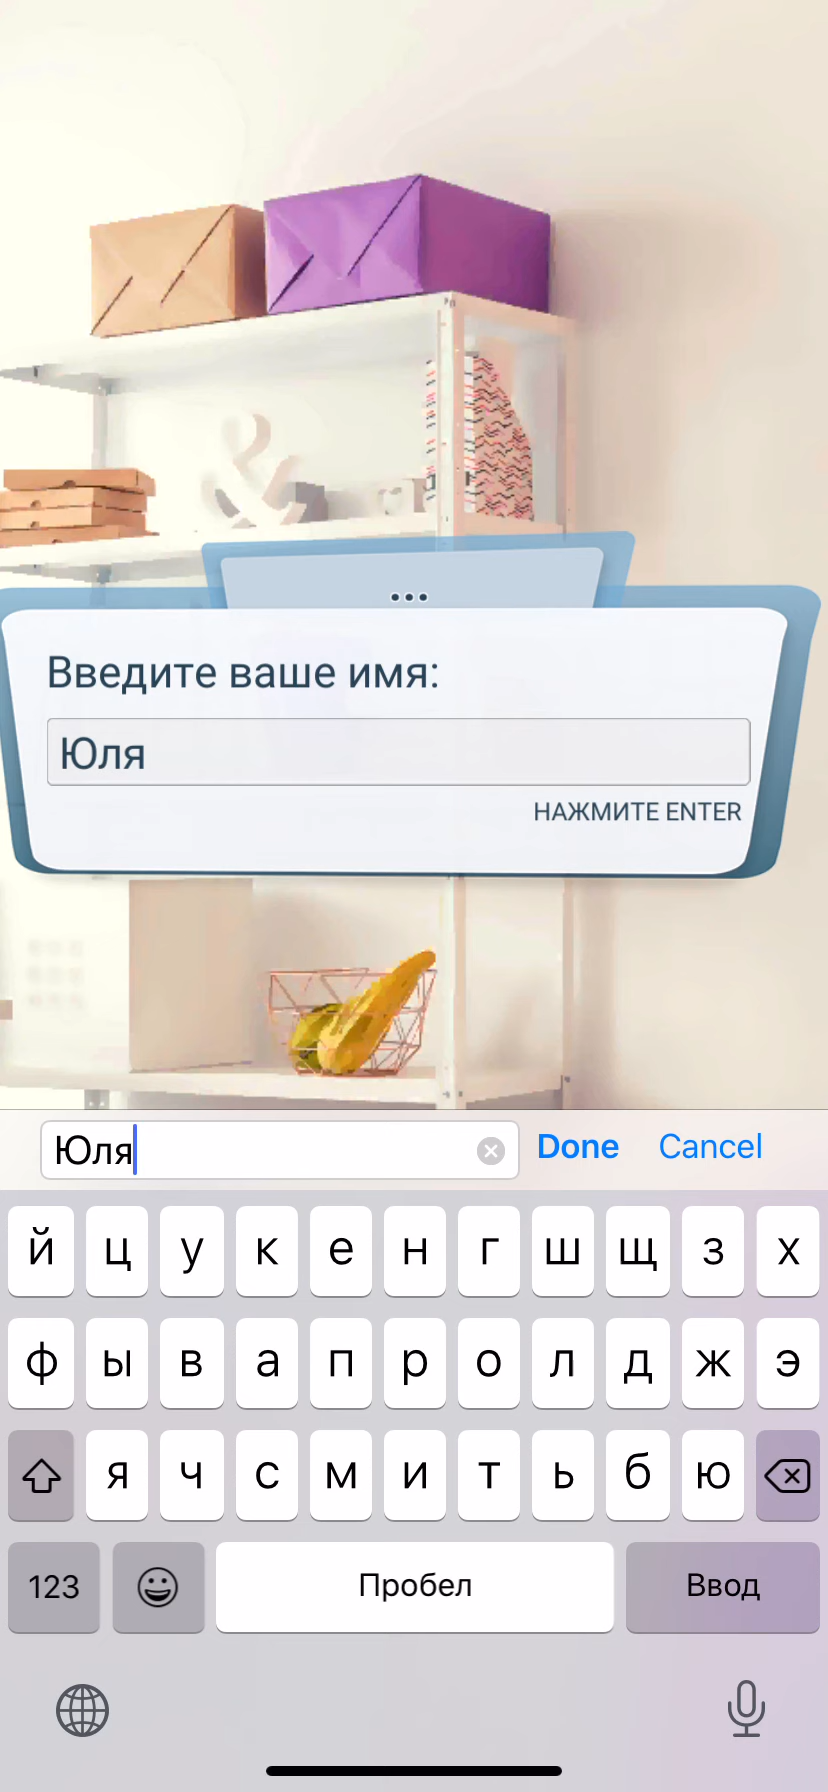 ...
Введите ваше имя:
Юля
НАЖМИТЕ ENTER
Юля Done Cancel
й ц у к е н г ш щ з х
ф ы в а п р о л д ж э
я ч с м и т ь б ю
123 Пробел Ввод